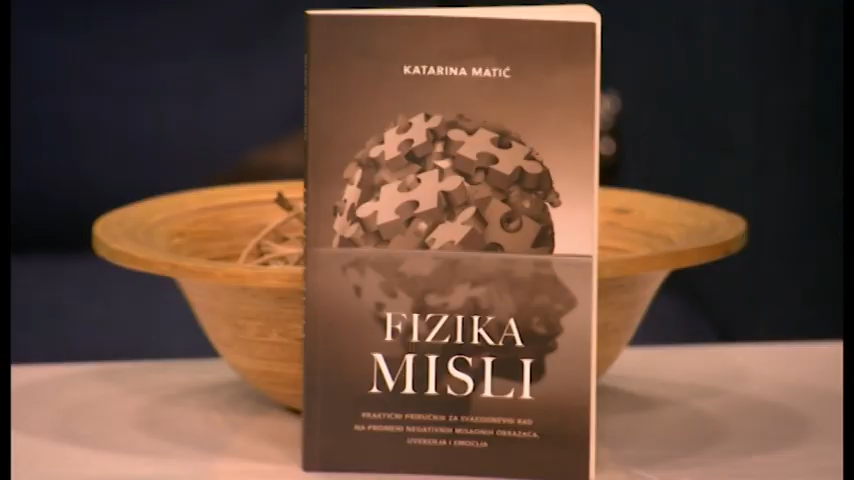 KATARINA MATIĆ
FIZIKA
MISLI
PRAKTIČNI PRIRUČNIK ZA SVAKODNEVNI RAD
NA PROMENI NEGATIVNIH MISAONIH OBRAZACA,
UVERENJA I EMOCIJA